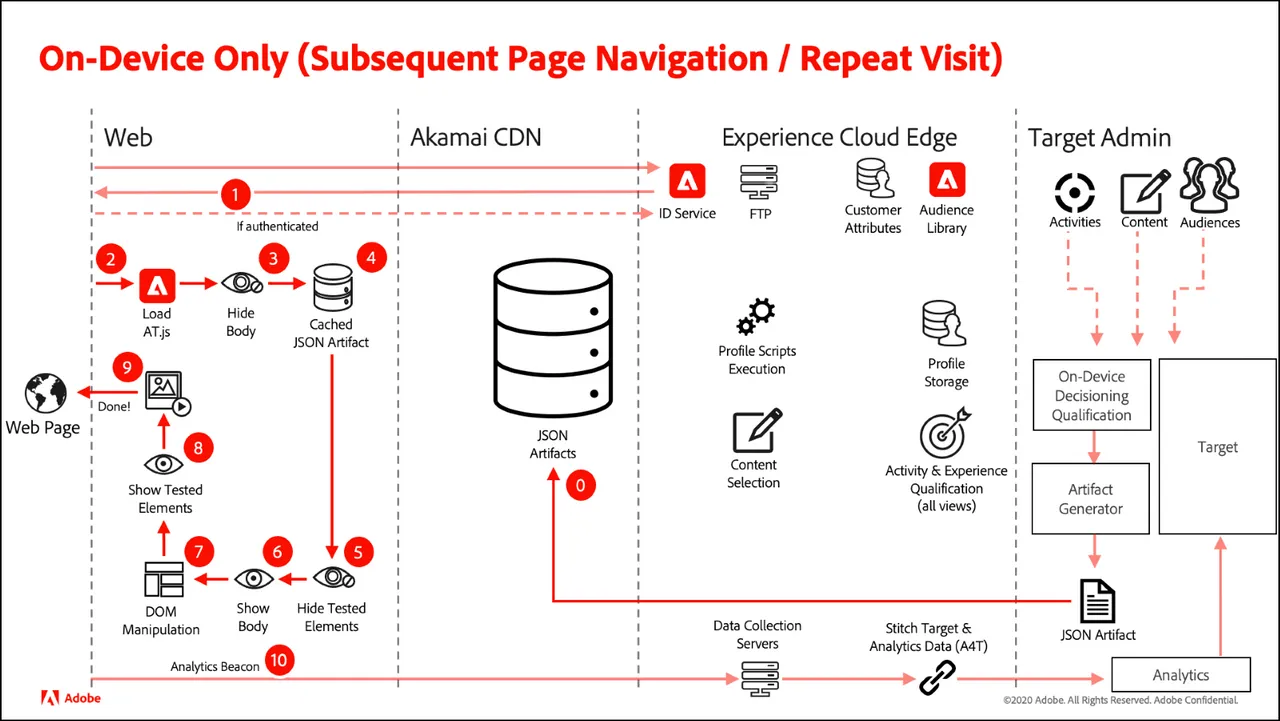 On-Device Only (Subsequent Page Navigation / Repeat Visit)
Web
Akamai CDN
Experience Cloud Edge
Target Admin
1
If authenticated
ID Service
FTP
Customer
Attributes
Audience
Library
Activities
Content
Audiences
2
Load
AT.js
3
Hide
Body
4
Cached
JSON Artifact
JSON
Artifacts
0
Profile Scripts
Execution
Profile
Storage
Content
Selection
Activity & Experience
Qualification
(all views)
On-Device
Decisioning
Qualification
Artifact
Generator
Target
JSON Artifact
9
Done!
Web Page
8
Show Tested
Elements
7
DOM
Manipulation
6
Show
Body
5
Hide Tested
Elements
Analytics Beacon
10
Data Collection
Servers
Stitch Target &
Analytics Data (A4T)
Analytics
Adobe
©2020 Adobe. All Rights Reserved. Adobe Confidential.